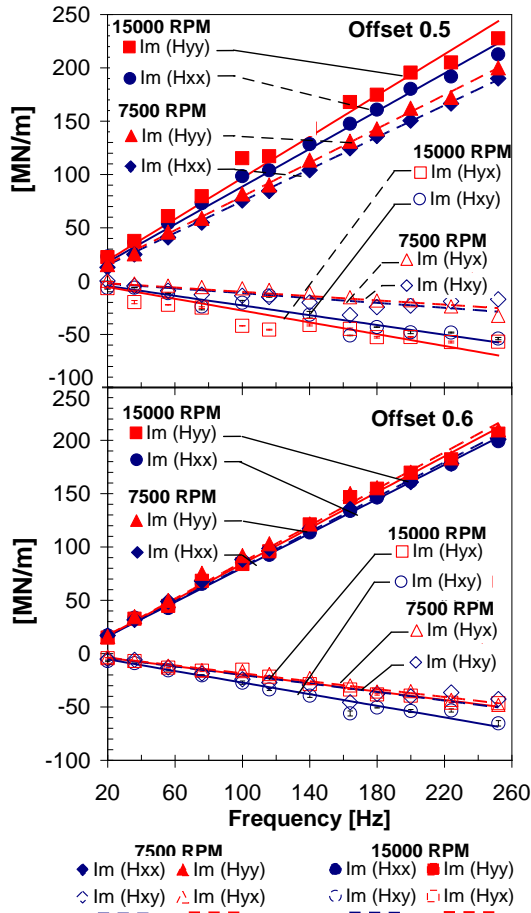 250
200
150
100
50
0
-50
-100
[MN/m]
Offset 0.5
15000 RPM
Im (Hyy)
Im (Hxx)
7500 RPM
Im (Hyy)
Im (Hxx)
15000 RPM
Im (Hyx)
Im (Hxy)
7500 RPM
Im (Hyx)
Im (Hxy)
250
200
150
100
50
0
-50
-100
[MN/m]
Offset 0.6
15000 RPM
Im (Hyy)
Im (Hxx)
7500 RPM
Im (Hyy)
Im (Hxx)
15000 RPM
Im (Hyx)
Im (Hxy)
7500 RPM
Im (Hyx)
Im (Hxy)
20 60 100 140 180 220 260
Frequency [Hz]
7500 RPM 15000 RPM
Im (Hxx) Im (Hyy) Im (Hxx) Im (Hyy)
Im (Hxy) Im (Hyx) Im (Hxy) Im (Hyx)